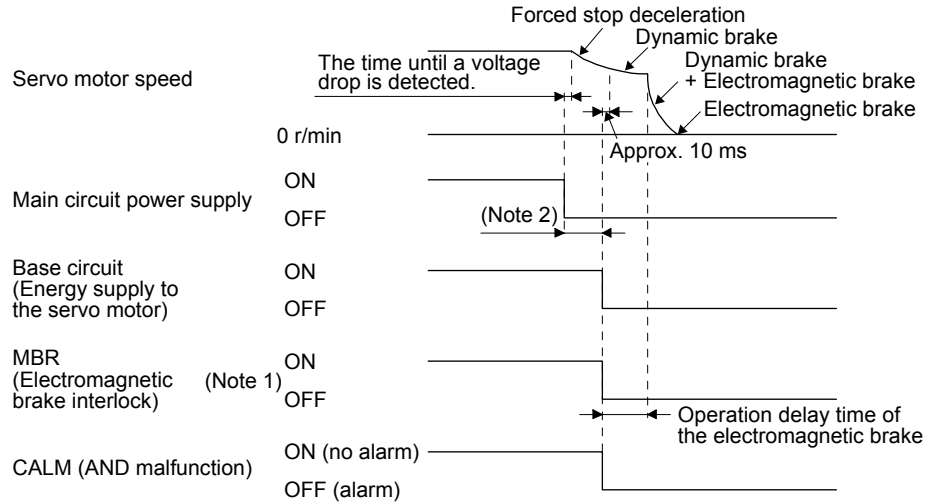 Forced stop deceleration
Dynamic brake
The time until a voltage
drop is detected.
Dynamic brake
+ Electromagnetic brake
Servo motor speed
Electromagnetic brake
0 r/min
Approx. 10 ms
ON
Main circuit power supply
(Note 2)
OFF
Base circuit
(Energy supply to
the servo motor)
ON
OFF
MBR
(Electromagnetic
brake interlock)
(Note 1)
ON
OFF
Operation delay time of
the electromagnetic brake
CALM (AND malfunction)
ON (no alarm)
OFF (alarm)